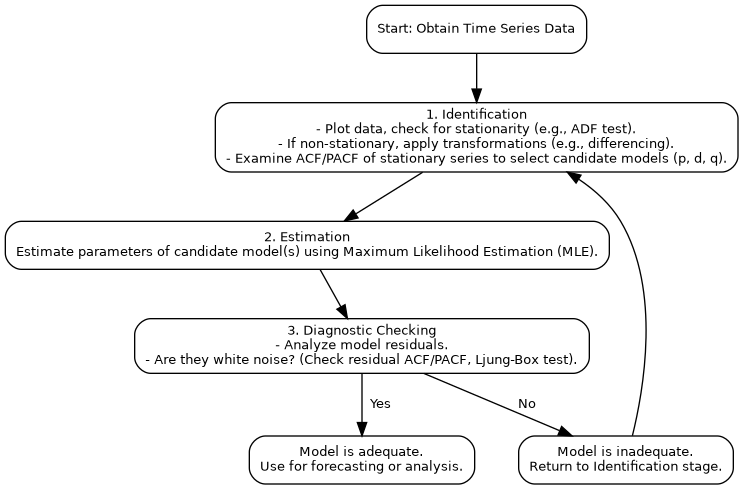 Start: Obtain Time Series Data
1. Identification
- Plot data, check for stationarity (e.g., ADF test).
- If non-stationary, apply transformations (e.g., differencing).
- Examine ACF/PACF of stationary series to select candidate models (p, d, q).
2. Estimation
Estimate parameters of candidate model(s) using Maximum Likelihood Estimation (MLE).
3. Diagnostic Checking
- Analyze model residuals.
- Are they white noise? (Check residual ACF/PACF, Ljung-Box test).
Yes
No
Model is adequate.
Use for forecasting or analysis.
Model is inadequate.
Return to Identification stage.